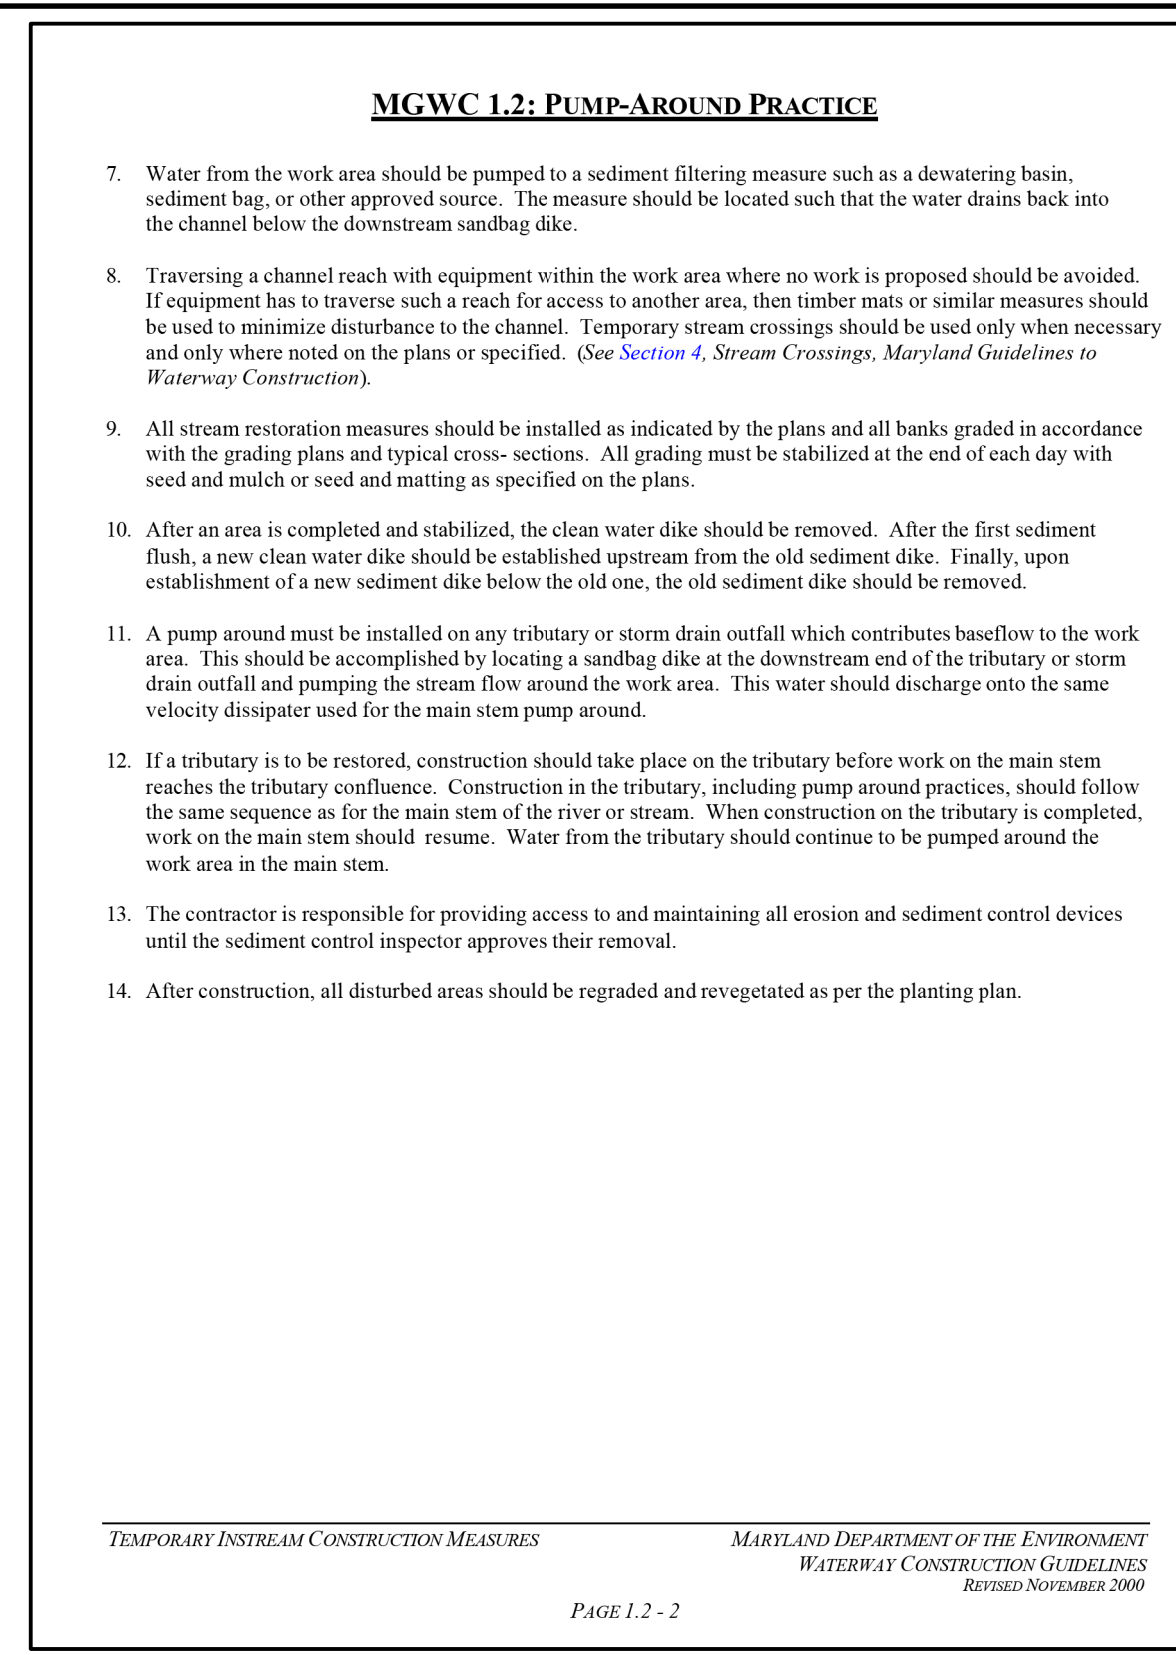 MGWC 1.2: PUMP-AROUND PRACTICE
7. Water from the work area should be pumped to a sediment filtering measure such as a dewatering basin,
sediment bag, or other approved source. The measure should be located such that the water drains back into
the channel below the downstream sandbag dike.
8. Traversing a channel reach with equipment within the work area where no work is proposed should be avoided.
If equipment has to traverse such a reach for access to another area, then timber mats or similar measures should
be used to minimize disturbance to the channel. Temporary stream crossings should be used only when necessary
and only where noted on the plans or specified. (See Section 4, Stream Crossings, Maryland Guidelines to
Waterway Construction).
9. All stream restoration measures should be installed as indicated by the plans and all banks graded in accordance
with the grading plans and typical cross- sections. All grading must be stabilized at the end of each day with
seed and mulch or seed and matting as specified on the plans.
10. After an area is completed and stabilized, the clean water dike should be removed. After the first sediment
flush, a new clean water dike should be established upstream from the old sediment dike. Finally, upon
establishment of a new sediment dike below the old one, the old sediment dike should be removed.
11. A pump around must be installed on any tributary or storm drain outfall which contributes baseflow to the work
area. This should be accomplished by locating a sandbag dike at the downstream end of the tributary or storm
drain outfall and pumping the stream flow around the work area. This water should discharge onto the same
velocity dissipater used for the main stem pump around.
12. If a tributary is to be restored, construction should take place on the tributary before work on the main stem
reaches the tributary confluence. Construction in the tributary, including pump around practices, should follow
the same sequence as for the main stem of the river or stream. When construction on the tributary is completed,
work on the main stem should resume. Water from the tributary should continue to be pumped around the
work area in the main stem.
13. The contractor is responsible for providing access to and maintaining all erosion and sediment control devices
until the sediment control inspector approves their removal.
14. After construction, all disturbed areas should be regraded and revegetated as per the planting plan.
TEMPORARY INSTREAM CONSTRUCTION MEASURES
MARYLAND DEPARTMENT OF THE ENVIRONMENT
WATERWAY CONSTRUCTION GUIDELINES
REVISED NOVEMBER 2000
PAGE 1.2 - 2